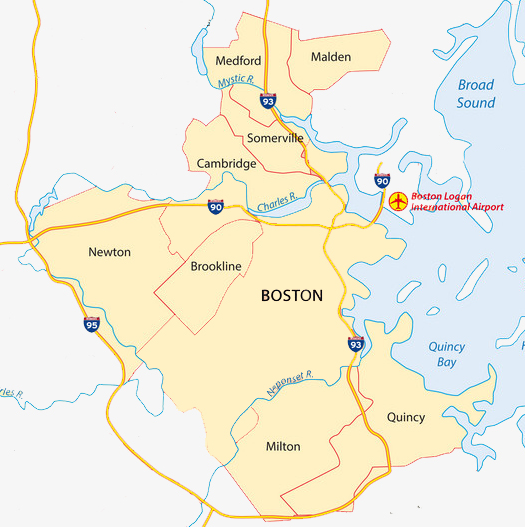 Medford
Malden
Mystic R.
Broad
Sound
93
Somerville
Cambridge
90
Boston Logan
international Airport
Charles R.
90
Newton
Brookline
BOSTON
95
93
Quincy
Bay
Neponset R.
rles R.
Quincy
Milton